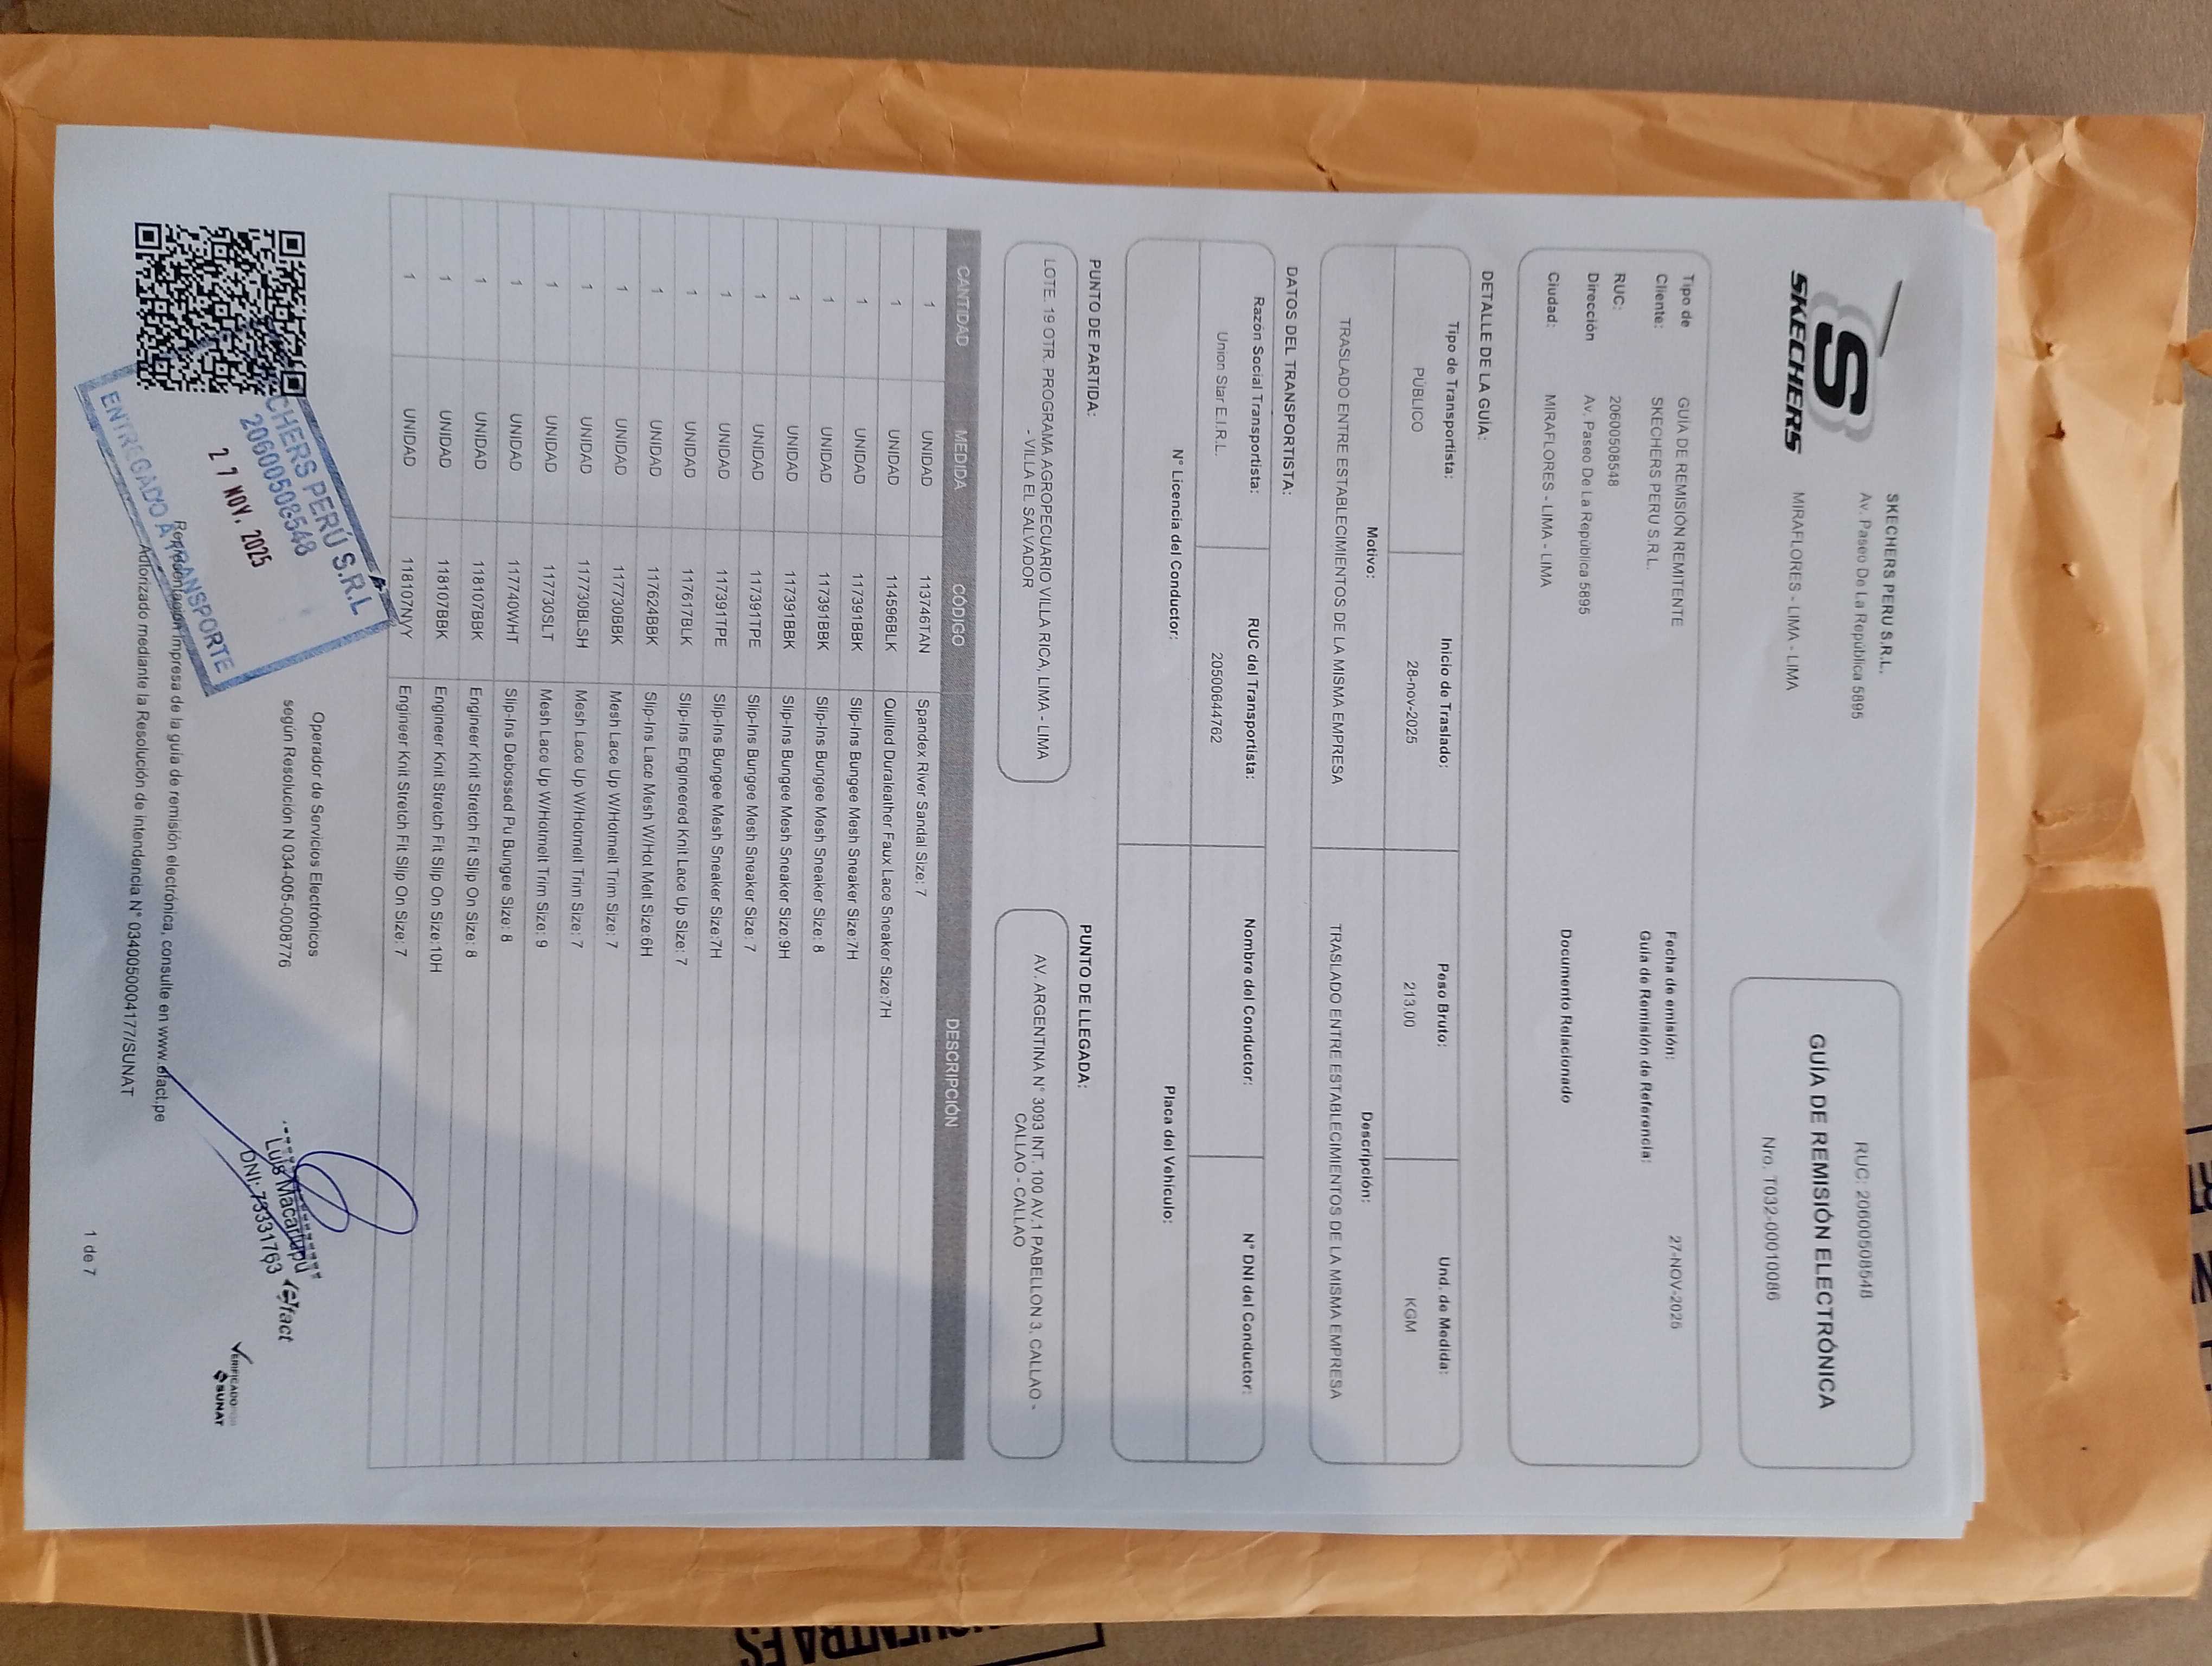 SKECHERS
SKECHERS PERU S.R.L.
Av. Paseo De La República 5895
MIRAFLORES - LIMA - LIMA
RUC: 20600508548
GUÍA DE REMISIÓN ELECTRÓNICA
Nro. T032-00010086
Tipo de GUÍA DE REMISIÓN REMITENTE
Cliente: SKECHERS PERU S.R.L.
RUC: 20600508548
Dirección Av. Paseo De La República 5895
Ciudad: MIRAFLORES - LIMA - LIMA
Fecha de emisión: 27-NOV-2025
Guía de Remisión de Referencia:
Documento Relacionado
DETALLE DE LA GUÍA:
Tipo de Transportista: Inicio de Traslado: Peso Bruto: Und. de Medida:
PÚBLICO 28-nov-2025 213.00 KGM
Motivo: Descripción:
TRASLADO ENTRE ESTABLECIMIENTOS DE LA MISMA EMPRESA TRASLADO ENTRE ESTABLECIMIENTOS DE LA MISMA EMPRESA
DATOS DEL TRANSPORTISTA:
Razón Social Transportista: RUC del Transportista: Nombre del Conductor: N° DNI del Conductor:
Union Star E.I.R.L. 20500644762
N° Licencia del Conductor: Placa del Vehículo:
PUNTO DE PARTIDA: PUNTO DE LLEGADA:
LOTE. 19 OTR. PROGRAMA AGROPECUARIO VILLA RICA, LIMA - LIMA
- VILLA EL SALVADOR
AV. ARGENTINA N° 3093 INT. 100 AV.1 PABELLON 3, CALLAO -
CALLAO - CALLAO
CANTIDAD MEDIDA CÓDIGO DESCRIPCIÓN
1 UNIDAD 113746TAN Spandex River Sandal Size: 7
1 UNIDAD 114596BLK Quilted Duraleather Faux Lace Sneaker Size:7H
1 UNIDAD 117391BBK Slip-Ins Bungee Mesh Sneaker Size:7H
1 UNIDAD 117391BBK Slip-Ins Bungee Mesh Sneaker Size: 8
1 UNIDAD 117391BBK Slip-Ins Bungee Mesh Sneaker Size:9H
1 UNIDAD 117391TPE Slip-Ins Bungee Mesh Sneaker Size: 7
1 UNIDAD 117391TPE Slip-Ins Bungee Mesh Sneaker Size:7H
1 UNIDAD 117617BLK Slip-Ins Engineered Knit Lace Up Size: 7
1 UNIDAD 117624BBK Slip-Ins Lace Mesh W/Hot Melt Size:6H
1 UNIDAD 117730BBK Mesh Lace Up W/Hotmelt Trim Size: 7
1 UNIDAD 117730BLSH Mesh Lace Up W/Hotmelt Trim Size: 7
1 UNIDAD 117730SLT Mesh Lace Up W/Hotmelt Trim Size: 9
1 UNIDAD 117740WHT Slip-Ins Debossed Pu Bungee Size: 8
1 UNIDAD 118107BBK Engineer Knit Stretch Fit Slip On Size: 8
1 UNIDAD 118107BBK Engineer Knit Stretch Fit Slip On Size:10H
1 UNIDAD 118107NVY Engineer Knit Stretch Fit Slip On Size: 7
CHERS PERU S.R.L
20600508548
27 NOV. 2025
ENTREGADO A TRANSPORTE
Operador de Servicios Electrónicos
según Resolución N 034-005-0008776
Representación impresa de la guía de remisión electrónica, consulte en www.efact.pe
Autorizado mediante la Resolución de intendencia N° 0340050004177/SUNAT
Luis Macarlupú
DNI: 73331763
efact
VERIFICADO POR
SUNAT
1 de 7